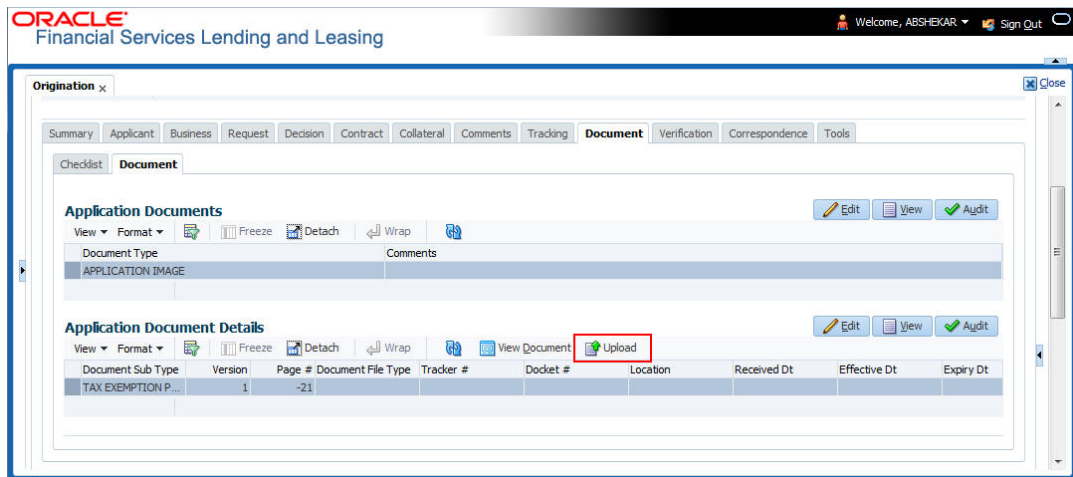 ORACLE
Financial Services Lending and Leasing
Welcome, ABSHEKAR Sign Out
Origination x Close
Summary Applicant Business Request Decision Contract Collateral Comments Tracking Document Verification Correspondence Tools
Checklist Document
Application Documents Edit View Audit
View Format Freeze Detach Wrap
Document Type Comments
APPLICATION IMAGE
Application Document Details Edit View Audit
View Format Freeze Detach Wrap View Document Upload
Document Sub Type Version Page # Document File Type Tracker # Docket # Location Received Dt Effective Dt Expiry Dt
TAX EXEMPTION P... 1 -21